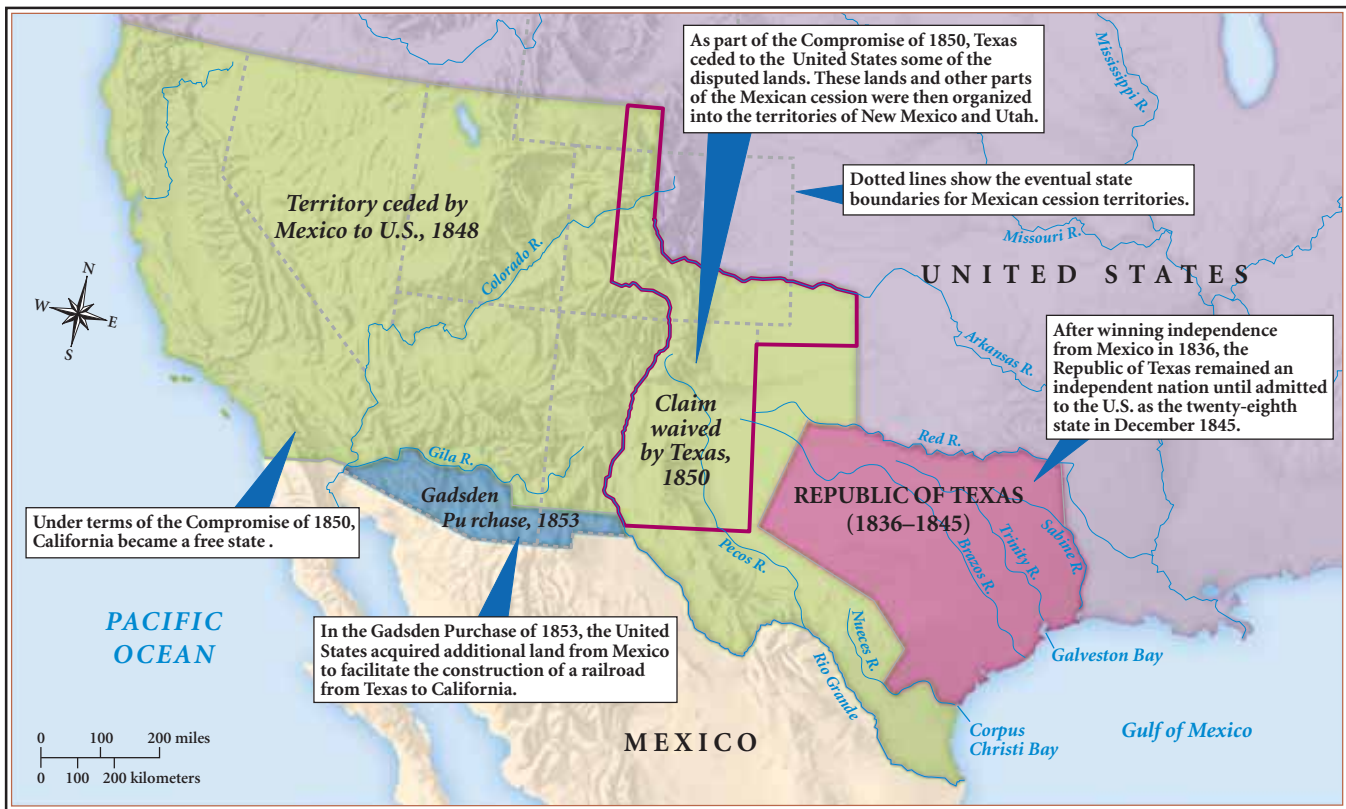 As part of the Compromise of 1850, Texas
ceded to the United States some of the
disputed lands. These lands and other parts
of the Mexican cession were then organized
into the territories of New Mexico and Utah.
Mississippi R.
Dotted lines show the eventual state
boundaries for Mexican cession territories.
Missouri R.
Territory ceded by
Mexico to U.S., 1848
Colorado R.
UNITED STATES
N
W
E
S
Arkansas R.
After winning independence
from Mexico in 1836, the
Republic of Texas remained an
independent nation until admitted
to the U.S. as the twenty-eighth
state in December 1845.
Claim
waived
by Texas,
1850
Red R.
Gila R.
Gadsden
Pu rchase, 1853
REPUBLIC OF TEXAS
(1836–1845)
Under terms of the Compromise of 1850,
California became a free state .
Pecos R.
Brazos R.
Trinity R.
Sabine R.
PACIFIC
OCEAN
In the Gadsden Purchase of 1853, the United
States acquired additional land from Mexico
to facilitate the construction of a railroad
from Texas to California.
Nueces R.
Rio Grande
Galveston Bay
Corpus
Christi Bay
Gulf of Mexico
MEXICO
0 100 200 miles
0 100 200 kilometers